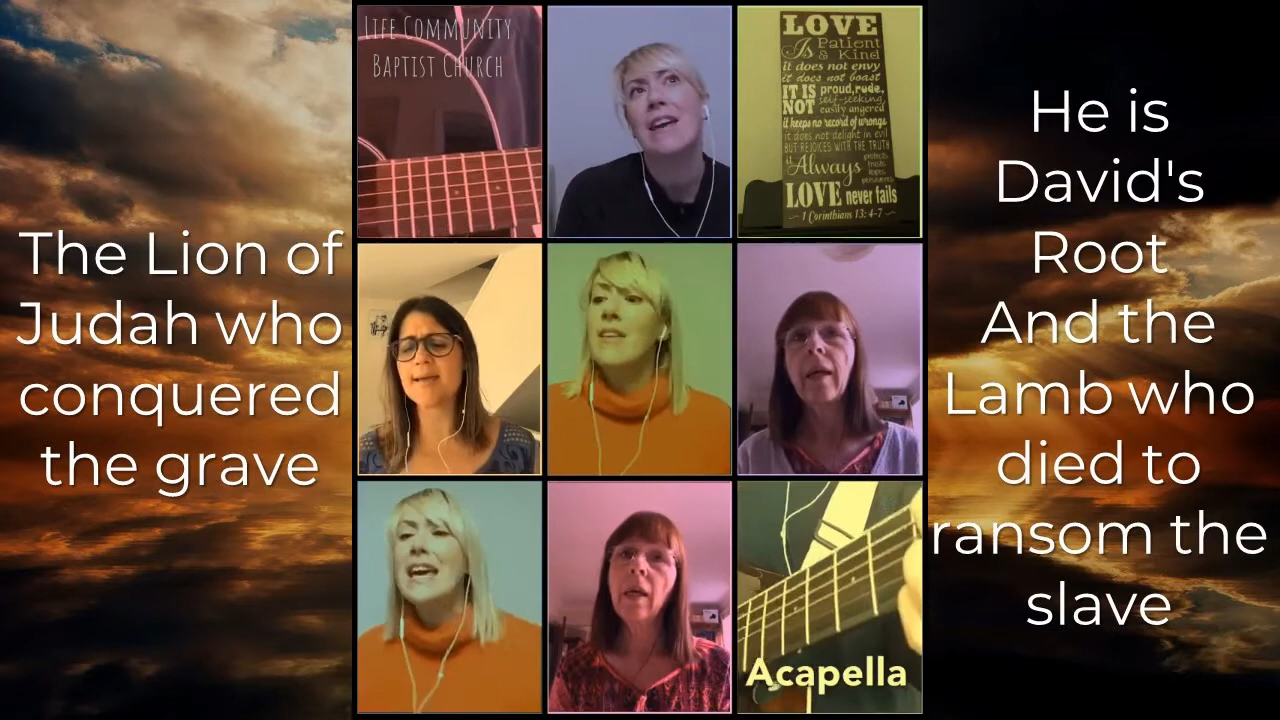 The Lion of
Judah who
conquered
the grave
LIFE COMMUNITY
BAPTIST CHURCH
LOVE
Is Patient
& Kind
it does not envy
it does not boast
IT IS
NOT
proud, rude,
self-seeking,
easily angered
it keeps no record of wrongs
it does not delight in evil
BUT REJOICES WITH THE TRUTH
it Always
protects
trusts
hopes
perseveres
LOVE never fails
~ 1 Corinthians 13:4-7 ~
Acapella
He is
David's
Root
And the
Lamb who
died to
ransom the
slave